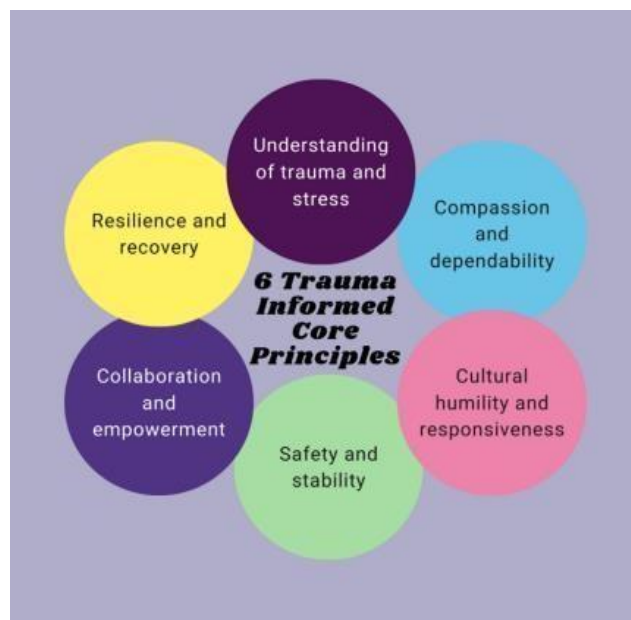 Understanding
of trauma and
stress
Compassion
and
dependability
Cultural
humility and
responsiveness
Safety and
stability
Collaboration
and
empowerment
Resilience and
recovery
6 Trauma
Informed
Core
Principles